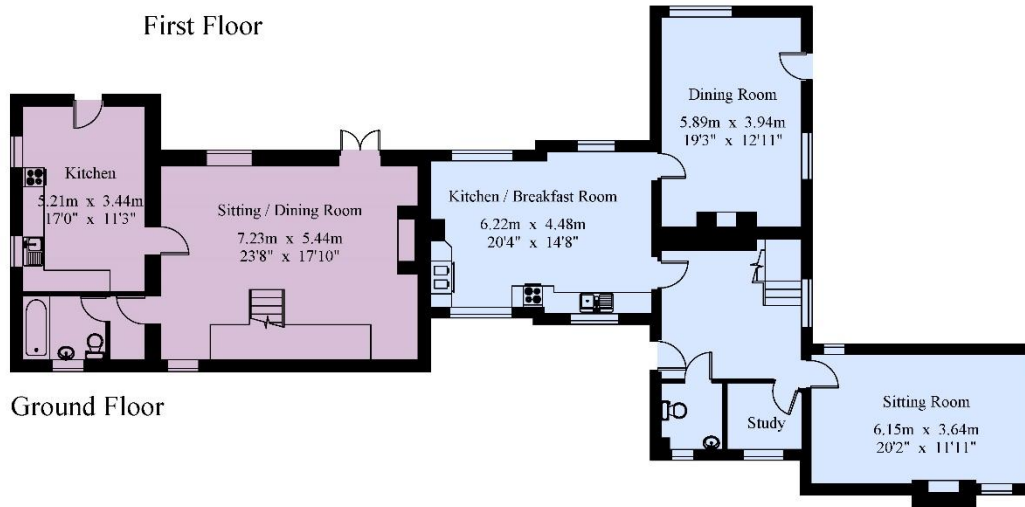 First Floor
Dining Room
5.89m x 3.94m
19'3" x 12'11"
Kitchen
5.21m x 3.44m
17'0" x 11'3"
Sitting / Dining Room
7.23m x 5.44m
23'8" x 17'10"
Kitchen / Breakfast Room
6.22m x 4.48m
20'4" x 14'8"
Ground Floor
Study
Sitting Room
6.15m x 3.64m
20'2" x 11'11"